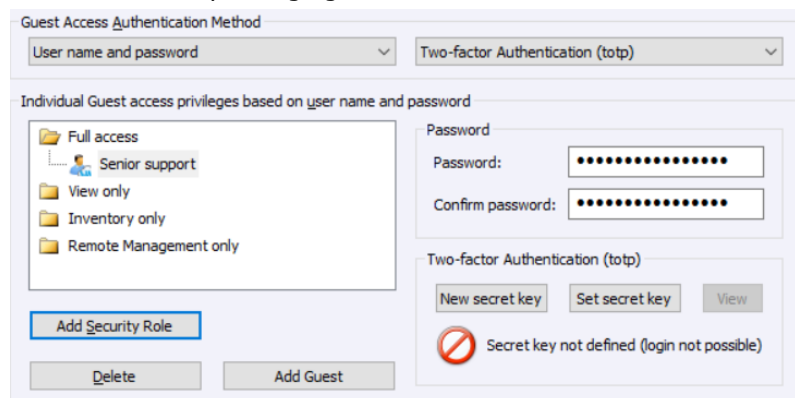 Guest Access Authentication Method
User name and password
Two-factor Authentication (totp)
Individual Guest access privileges based on user name and password
Full access
Senior support
View only
Inventory only
Remote Management only
Add Security Role
Delete
Add Guest
Password
Password:
Confirm password:
Two-factor Authentication (totp)
New secret key
Set secret key
View
Secret key not defined (login not possible)